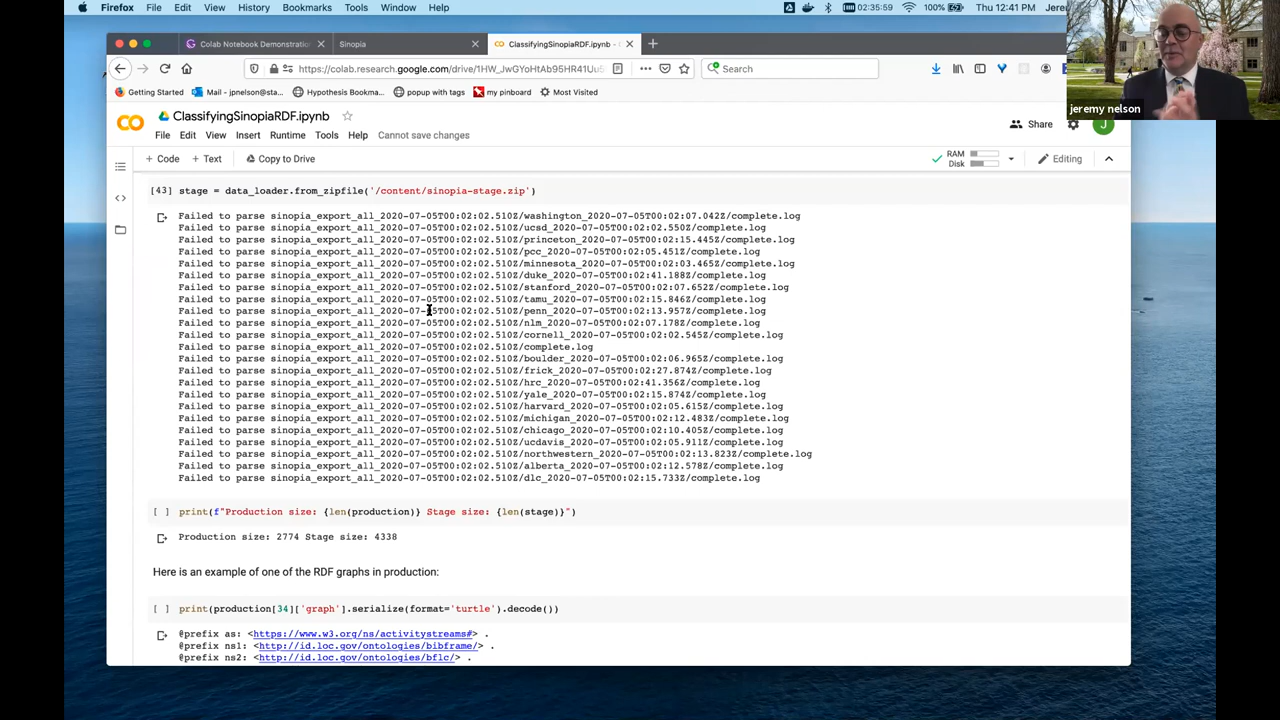 Firefox File Edit View History Bookmarks Tools Window Help 02:35:59 100% Thu 12:41 PM Jere
Colab Notebook Demonstratio Sinopia ClassifyingSinopiaRDF.ipynb -
https://colab.research.google.com/drive/1HW_JwGYoHtAb95HR41Uu5 Search
Getting Started Mail - jpnelson@sta... Hypothesis Bookmar... popup with tags my pinboard Most Visited
jeremy nelson
ClassifyingSinopiaRDF.ipynb
File Edit View Insert Runtime Tools Help Cannot save changes
Share J
+ Code + Text Copy to Drive RAM Disk Editing
[43] stage = data_loader.from_zipfile('/content/sinopia-stage.zip')
Failed to parse sinopia_export_all_2020-07-05T00:02:02.510Z/washington_2020-07-05T00:02:07.042Z/complete.log
Failed to parse sinopia_export_all_2020-07-05T00:02:02.510Z/ucsd_2020-07-05T00:02:02.550Z/complete.log
Failed to parse sinopia_export_all_2020-07-05T00:02:02.510Z/princeton_2020-07-05T00:02:15.445Z/complete.log
Failed to parse sinopia_export_all_2020-07-05T00:02:02.510Z/pcc_2020-07-05T00:02:05.451Z/complete.log
Failed to parse sinopia_export_all_2020-07-05T00:02:02.510Z/minnesota_2020-07-05T00:02:03.465Z/complete.log
Failed to parse sinopia_export_all_2020-07-05T00:02:02.510Z/duke_2020-07-05T00:02:41.188Z/complete.log
Failed to parse sinopia_export_all_2020-07-05T00:02:02.510Z/stanford_2020-07-05T00:02:07.652Z/complete.log
Failed to parse sinopia_export_all_2020-07-05T00:02:02.510Z/tamu_2020-07-05T00:02:15.846Z/complete.log
Failed to parse sinopia_export_all_2020-07-05T00:02:02.510Z/penn_2020-07-05T00:02:13.957Z/complete.log
Failed to parse sinopia_export_all_2020-07-05T00:02:02.510Z/nlm_2020-07-05T00:02:07.178Z/complete.log
Failed to parse sinopia_export_all_2020-07-05T00:02:02.510Z/cornell_2020-07-05T00:02:02.545Z/complete.log
Failed to parse sinopia_export_all_2020-07-05T00:02:02.510Z/complete.log
Failed to parse sinopia_export_all_2020-07-05T00:02:02.510Z/boulder_2020-07-05T00:02:06.965Z/complete.log
Failed to parse sinopia_export_all_2020-07-05T00:02:02.510Z/frick_2020-07-05T00:02:27.874Z/complete.log
Failed to parse sinopia_export_all_2020-07-05T00:02:02.510Z/hrc_2020-07-05T00:02:41.356Z/complete.log
Failed to parse sinopia_export_all_2020-07-05T00:02:02.510Z/yale_2020-07-05T00:02:15.874Z/complete.log
Failed to parse sinopia_export_all_2020-07-05T00:02:02.510Z/harvard_2020-07-05T00:02:05.615Z/complete.log
Failed to parse sinopia_export_all_2020-07-05T00:02:02.510Z/michigan_2020-07-05T00:02:12.483Z/complete.log
Failed to parse sinopia_export_all_2020-07-05T00:02:02.510Z/chicago_2020-07-05T00:02:10.405Z/complete.log
Failed to parse sinopia_export_all_2020-07-05T00:02:02.510Z/ucdavis_2020-07-05T00:02:05.911Z/complete.log
Failed to parse sinopia_export_all_2020-07-05T00:02:02.510Z/northwestern_2020-07-05T00:02:13.823Z/complete.log
Failed to parse sinopia_export_all_2020-07-05T00:02:02.510Z/alberta_2020-07-05T00:02:12.578Z/complete.log
Failed to parse sinopia_export_all_2020-07-05T00:02:02.510Z/dlc_2020-07-05T00:02:15.733Z/complete.log
[ ] print(f"Production size: {len(production)} Stage size: {len(stage)}")
Production size: 2774 Stage size: 4338
Here is an example of one of the RDF graphs in production:
[ ] print(production[34]['graph'].serialize(format='turtle').decode())
@prefix as: <https://www.w3.org/ns/activitystreams#> .
@prefix ns1: <http://id.loc.gov/ontologies/bibframe/> .
@prefix ns2: <http://id.loc.gov/ontologies/bflc/> .